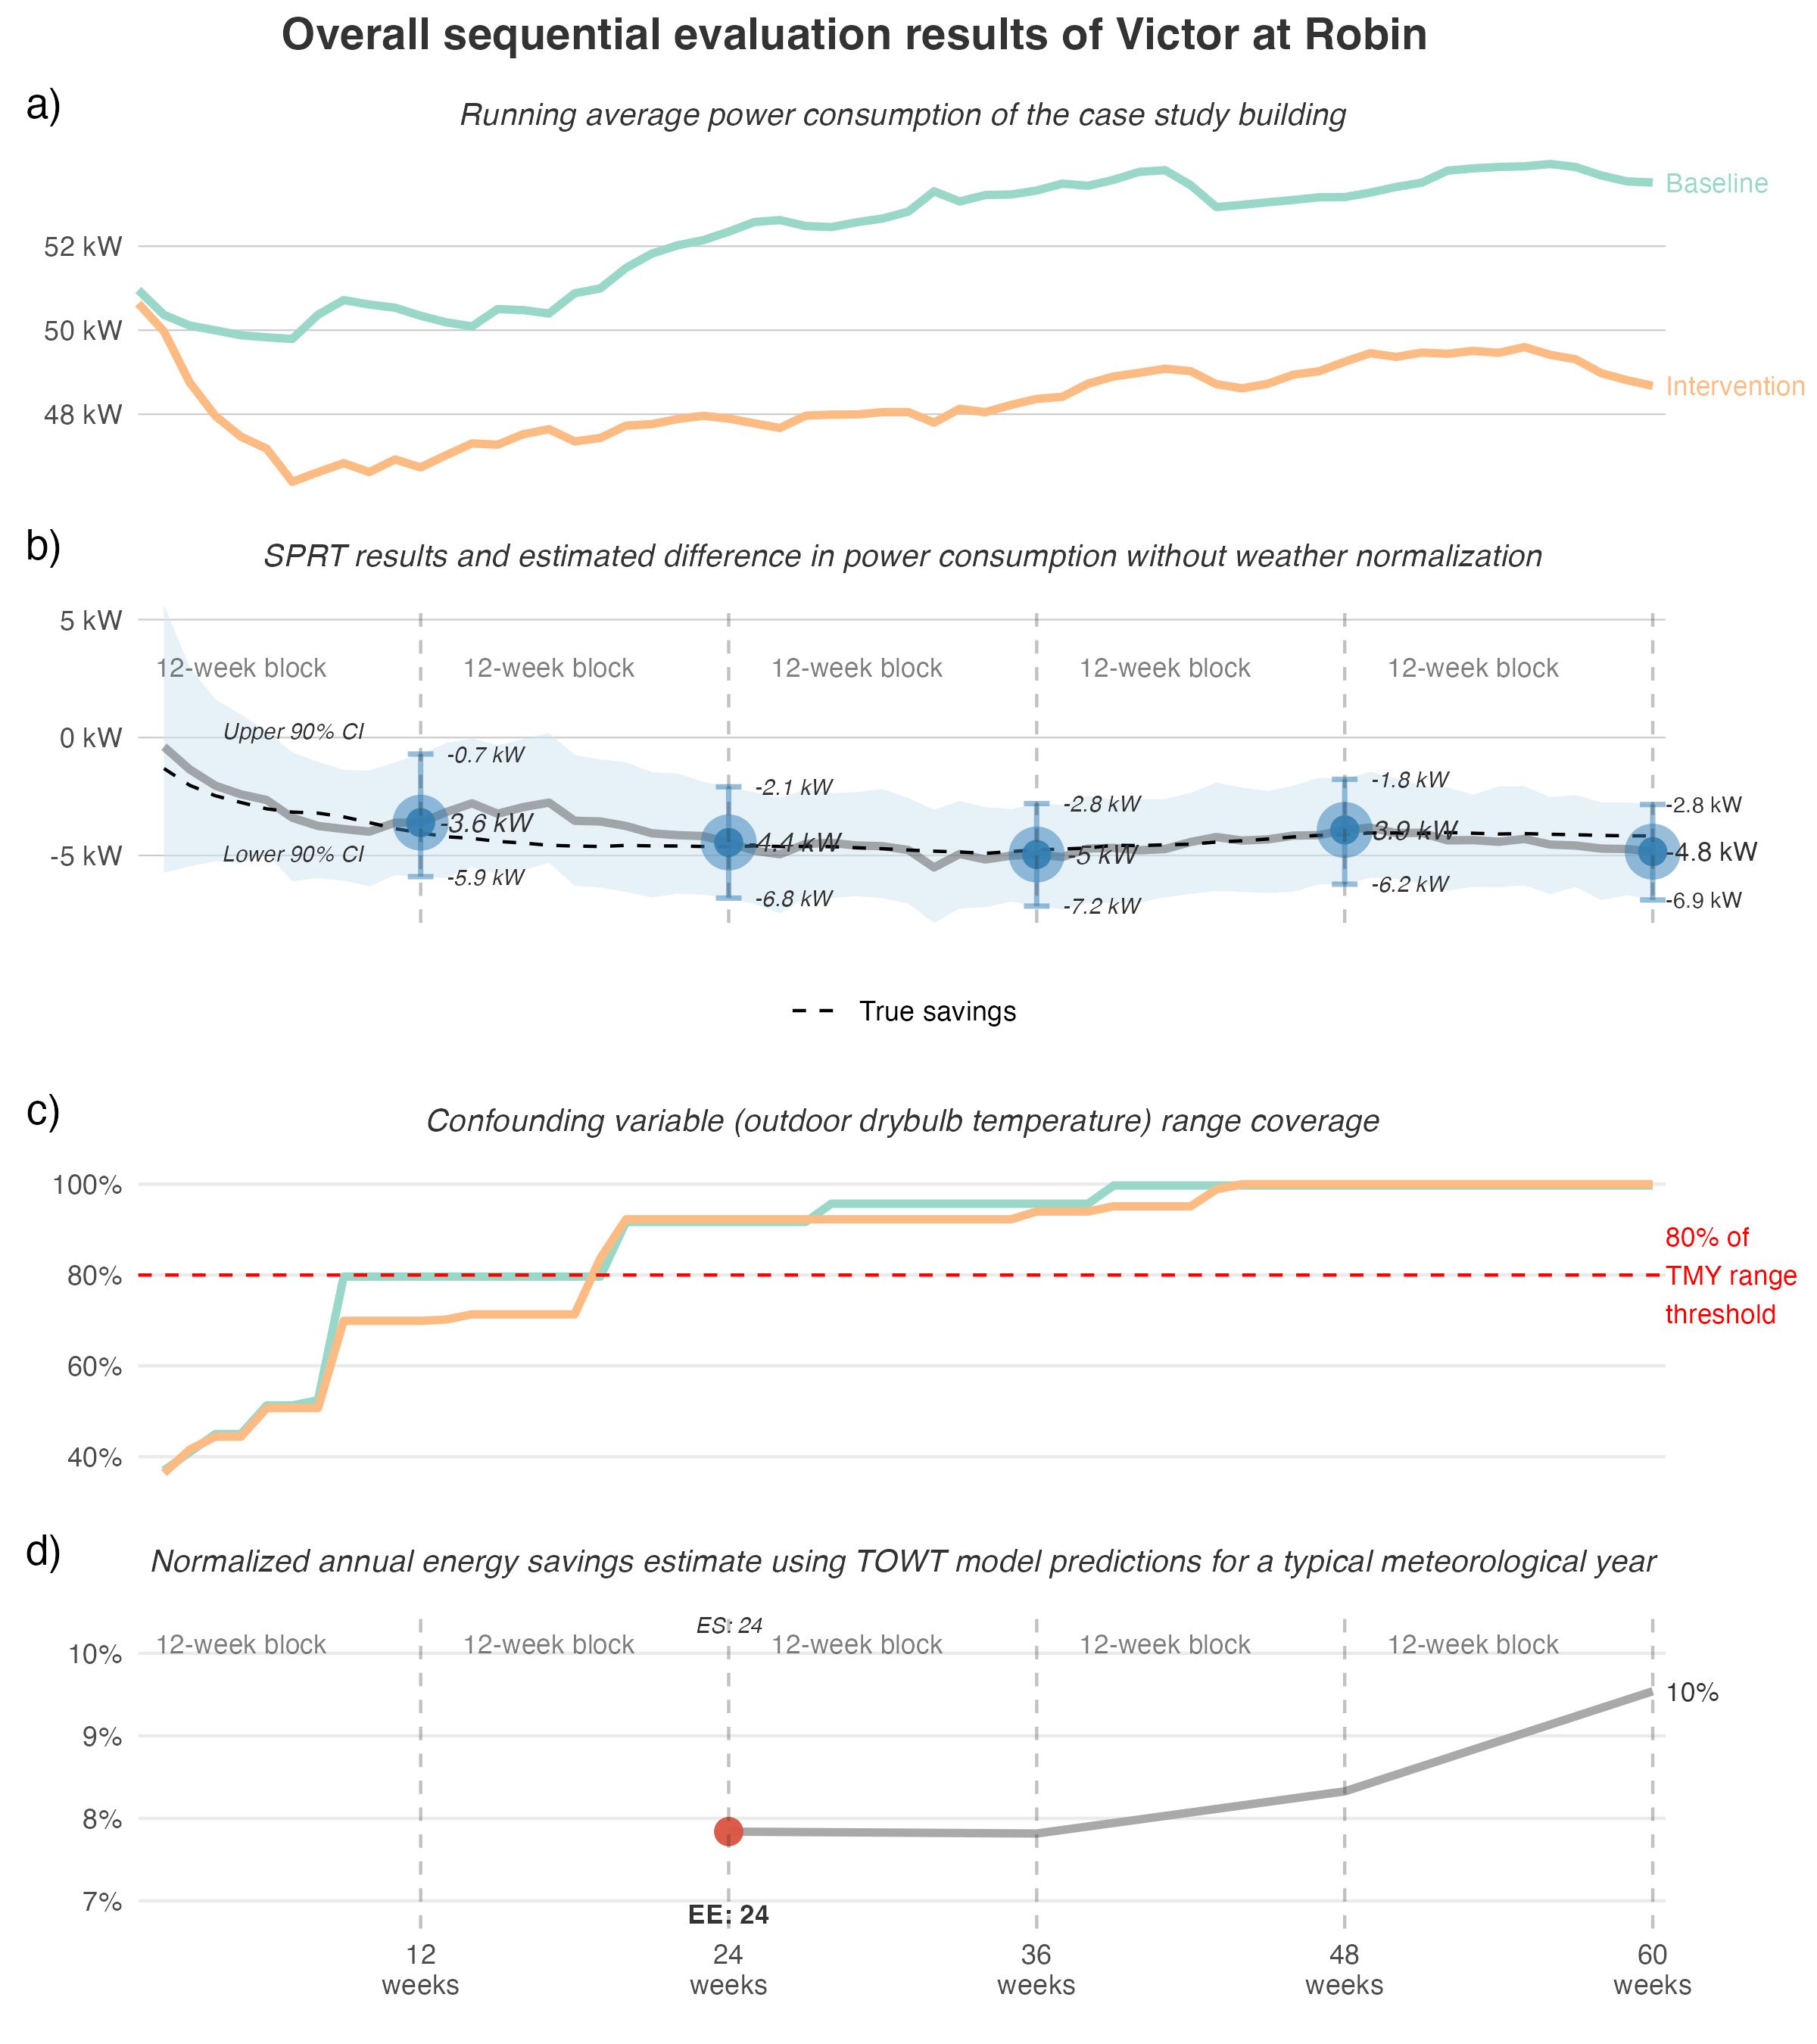 Overall sequential evaluation results of Victor at Robin
a)
Running average power consumption of the case study building
Baseline
52 kW
50 kW
Intervention
48 kW
b)
SPRT results and estimated difference in power consumption without weather normalization
5 kW
12-week block 12-week block 12-week block 12-week block 12-week block
Upper 90% CI
0 kW
-0.7 kW
-2.1 kW
-2.8 kW
-1.8 kW
-2.8 kW
-3.6 kW
-4.4 kW
-5 kW
-3.9 kW
-4.8 kW
Lower 90% CI
-5 kW
-5.9 kW
-6.8 kW
-7.2 kW
-6.2 kW
-6.9 kW
True savings
c)
Confounding variable (outdoor drybulb temperature) range coverage
100%
80%
60%
40%
80% of
TMY range
threshold
d)
Normalized annual energy savings estimate using TOWT model predictions for a typical meteorological year
ES: 24
12-week block 12-week block 12-week block 12-week block 12-week block
10%
10%
9%
8%
7%
EE: 24
12
weeks
24
weeks
36
weeks
48
weeks
60
weeks